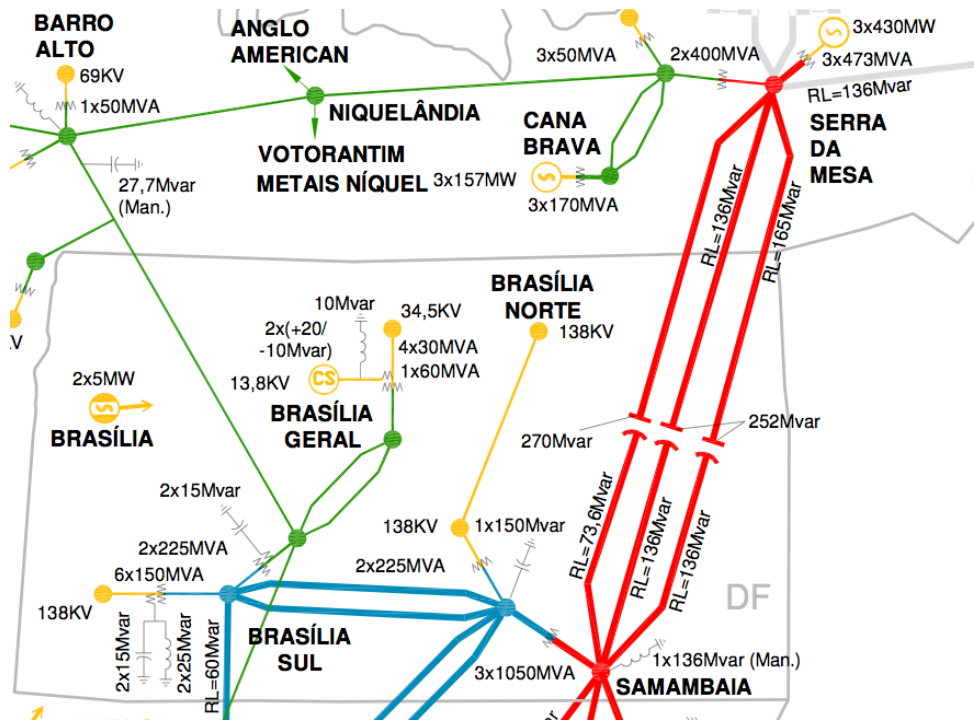 BARRO
ALTO
69KV
1x50MVA
ANGLO
AMERICAN
3x50MVA
2x400MVA
3x430MW
3x473MVA
RL=136Mvar
NIQUELÂNDIA
VOTORANTIM
METAIS NÍQUEL
CANA
BRAVA
3x157MW
3x170MVA
SERRA
DA
MESA
27,7Mvar
(Man.)
RL=136Mvar
RL=165Mvar
BRASÍLIA
NORTE
138KV
10Mvar
34,5KV
2x(+20/
-10Mvar)
4x30MVA
1x60MVA
13,8KV
CS
BRASÍLIA
GERAL
2x5MW
BRASÍLIA
270Mvar
252Mvar
2x15Mvar
138KV
1x150Mvar
RL=73,6Mvar
RL=136Mvar
RL=136Mvar
2x225MVA
6x150MVA
2x225MVA
138KV
2x15Mvar
2x25Mvar
RL=60Mvar
BRASÍLIA
SUL
3x1050MVA
DF
1x136Mvar (Man.)
SAMAMBAIA